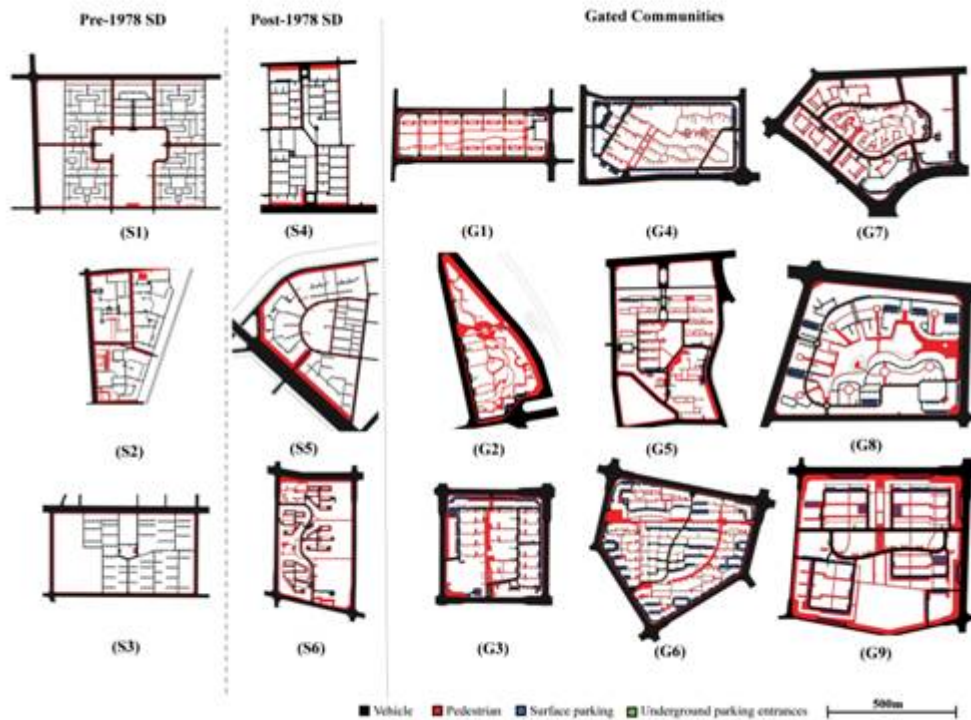 Pre-1978 SD Post-1978 SD Gated Communities
(S1) (S4) (G1) (G4) (G7)
(S2) (S5) (G2) (G5) (G8)
(S3) (S6) (G3) (G6) (G9)
Vehicle Pedestrian Surface parking Underground parking entrances 500m